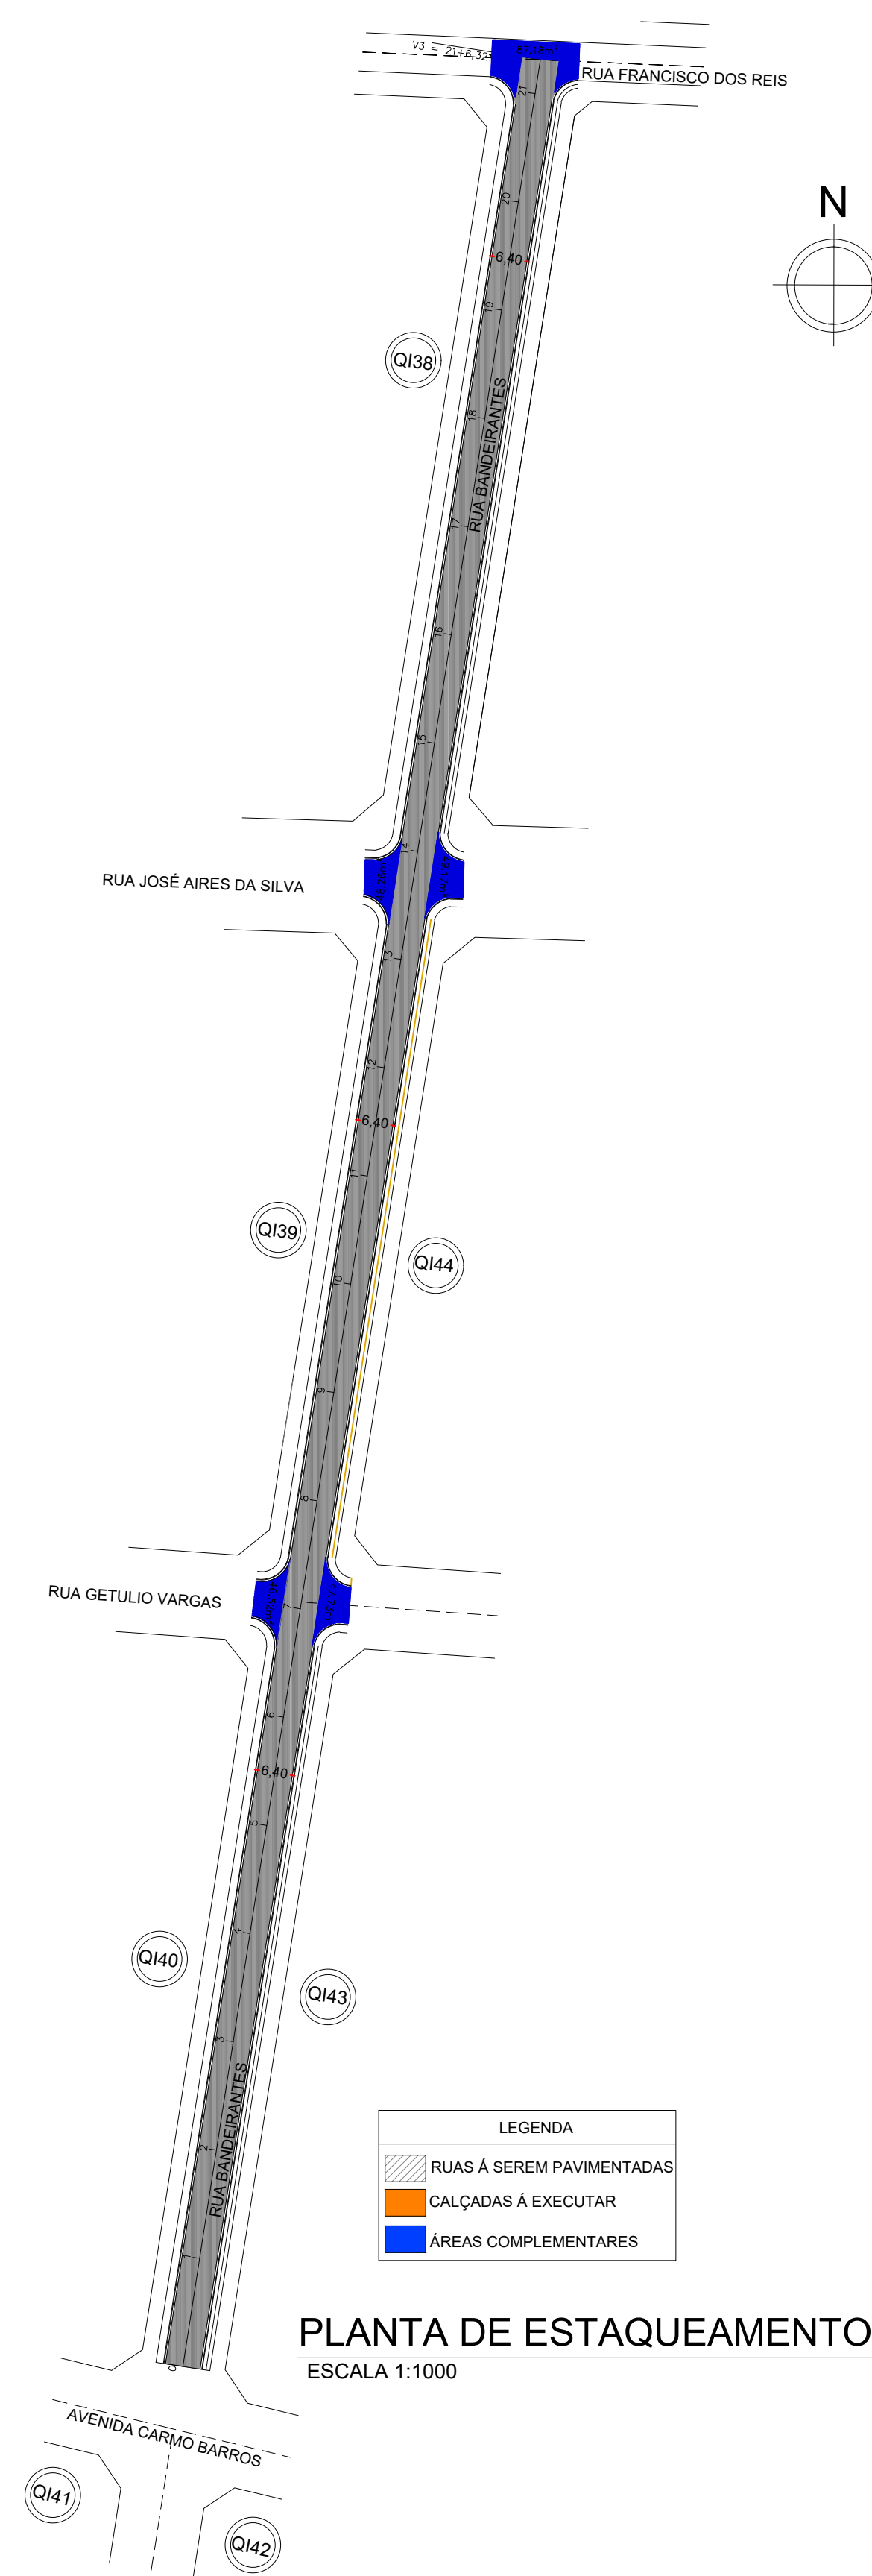 V3 = 21+6,32
87,16m²
RUA FRANCISCO DOS REIS
21
N
20
6,40
19
QI38
18
RUA BANDEIRANTES
17
16
15
14
RUA JOSÉ AIRES DA SILVA
13
12
6,40
11
QI39
QI44
10
9
8
RUA GETULIO VARGAS
7
6
6,40
5
4
QI40
QI43
3
RUA BANDEIRANTES
2
1
0
LEGENDA
RUAS Á SEREM PAVIMENTADAS
CALÇADAS Á EXECUTAR
ÁREAS COMPLEMENTARES
PLANTA DE ESTAQUEAMENTO
ESCALA 1:1000
AVENIDA CARMO BARROS
QI41
QI42